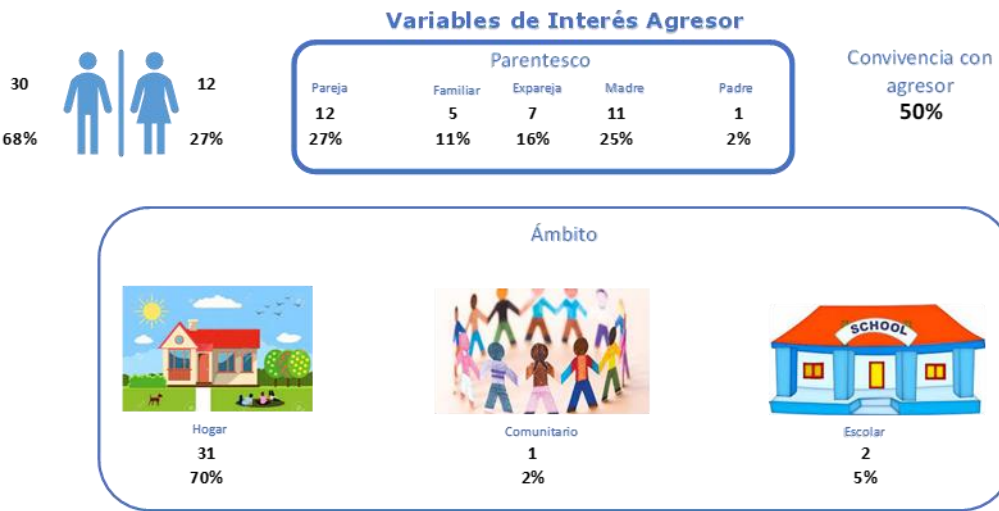 Variables de Interés Agresor
30
68%
12
27%
Parentesco
Pareja Familiar Expareja Madre Padre
12 5 7 11 1
27% 11% 16% 25% 2%
Convivencia con
agresor
50%
Ámbito
SCHOOL
Hogar Comunitario Escolar
31 1 2
70% 2% 5%